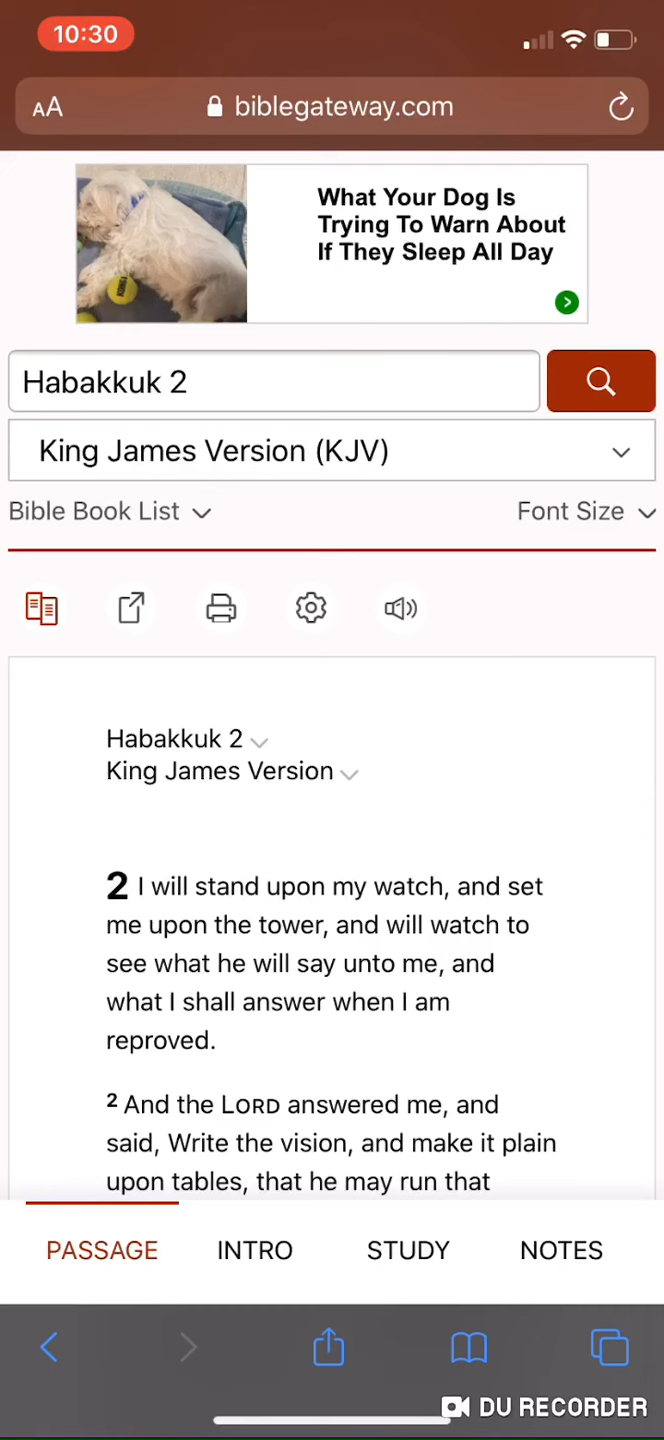 10:30
AA biblegateway.com
What Your Dog Is
Trying To Warn About
If They Sleep All Day
Habakkuk 2
King James Version (KJV)
Bible Book List Font Size
Habakkuk 2
King James Version
2 I will stand upon my watch, and set
me upon the tower, and will watch to
see what he will say unto me, and
what I shall answer when I am
reproved.
2 And the LORD answered me, and
said, Write the vision, and make it plain
upon tables, that he may run that
PASSAGE INTRO STUDY NOTES
DU RECORDER